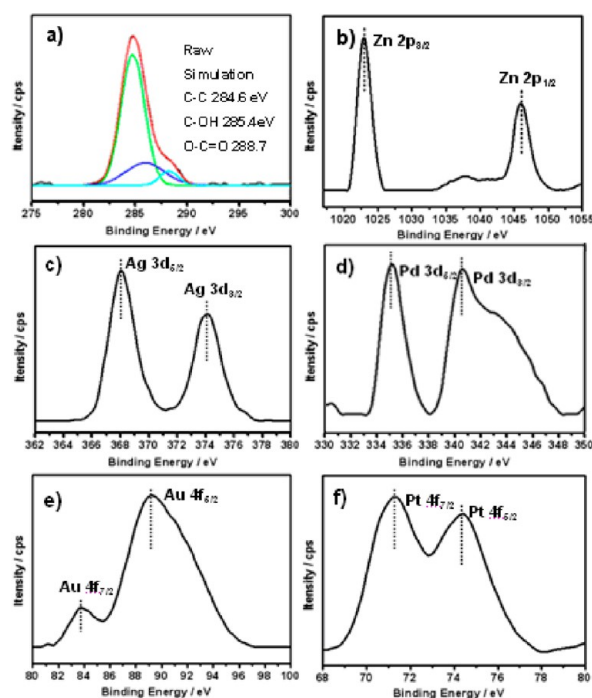 a)
Raw
Simulation
C-C 284.6 eV
C-OH 285.4eV
O-C=O 288.7
Itensity / cps
275 280 285 290 295 300
Binding Energy / eV
b)
Zn 2p3/2
Zn 2p1/2
Itensity / cps
1020 1025 1030 1035 1040 1045 1050 1055
Binding Energy / eV
c)
Ag 3d5/2
Ag 3d3/2
Itensity / cps
362 364 366 368 370 372 374 376 378 380
Binding Energy / eV
d)
Pd 3d5/2
Pd 3d3/2
Itensity / cps
330 332 334 336 338 340 342 344 346 348 350
Binding Energy / eV
e)
Au 4f5/2
Au 4f7/2
Itensity / cps
80 82 84 86 88 90 92 94 96 98 100
Binding Energy / eV
f)
Pt 4f7/2
Pt 4f5/2
Itensity / cps
68 70 72 74 76 78 80
Binding Energy / eV